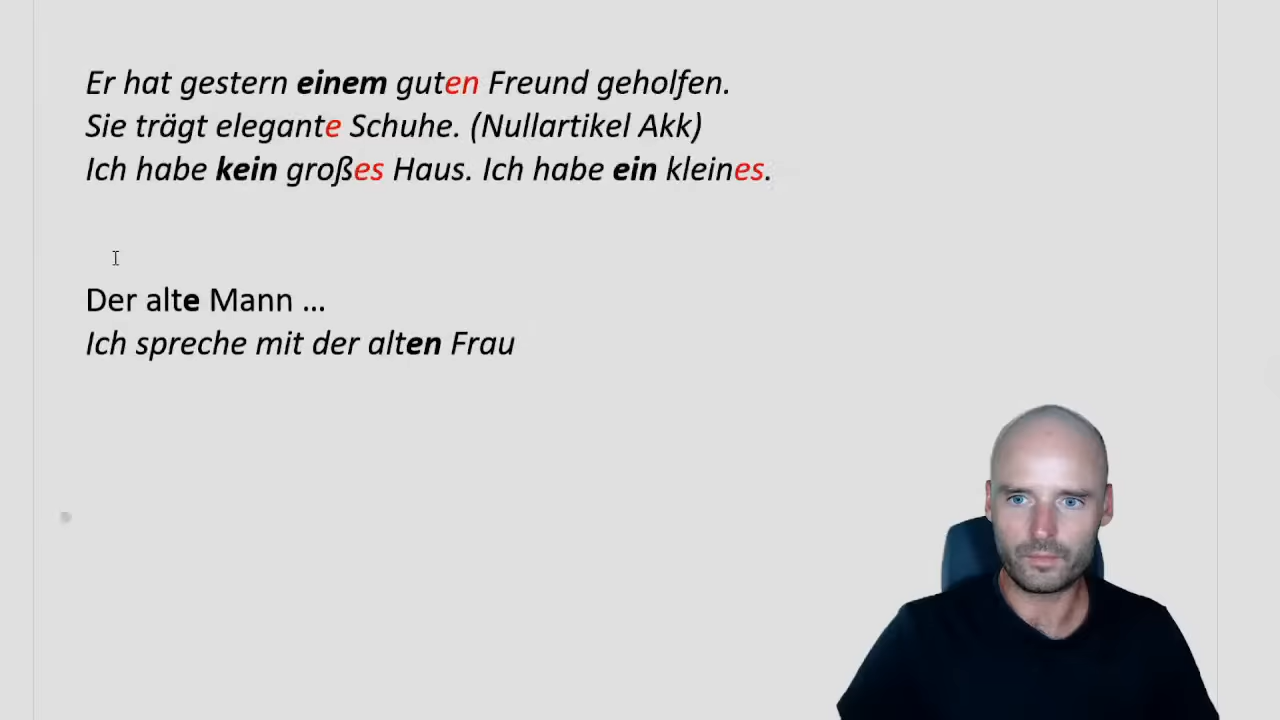 Er hat gestern einem guten Freund geholfen.
Sie trägt elegante Schuhe. (Nullartikel Akk)
Ich habe kein großes Haus. Ich habe ein kleines.
Der alte Mann ...
Ich spreche mit der alten Frau